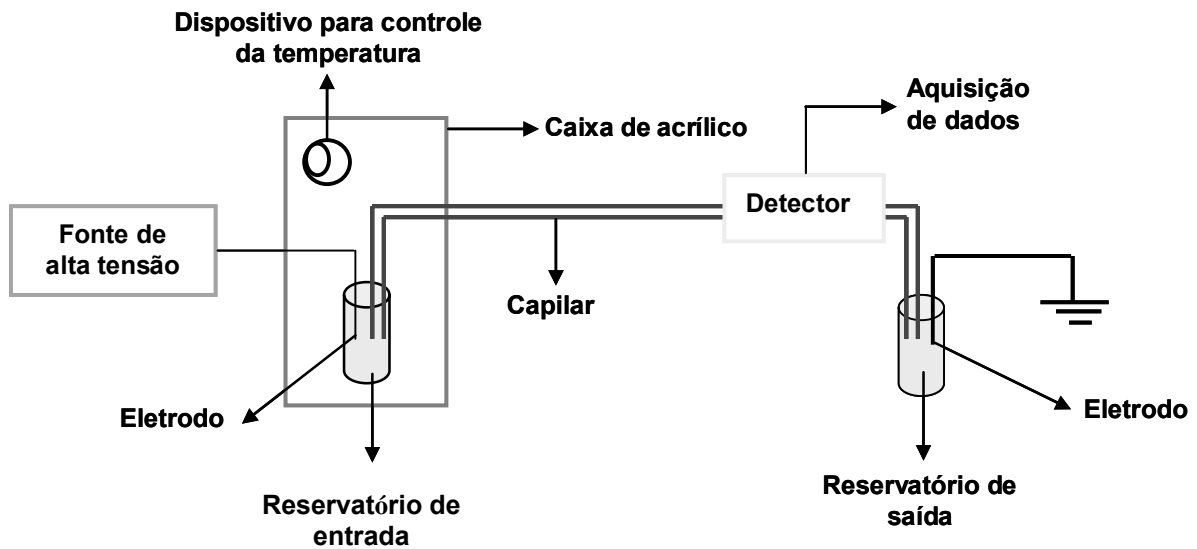 Dispositivo para controle
da temperatura
Aquisição
de dados
Caixa de acrílico
Detector
Fonte de
alta tensão
Capilar
Eletrodo
Eletrodo
Reservatório de
entrada
Reservatório de
saída